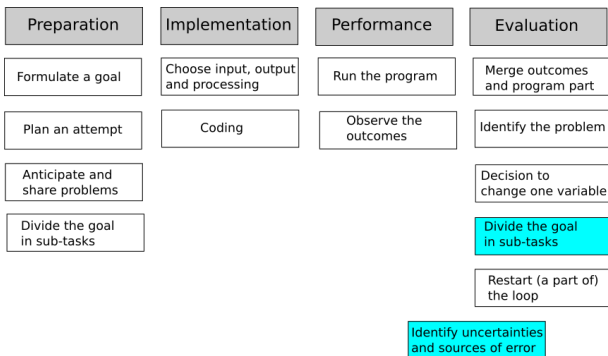 Preparation
Implementation
Performance
Evaluation
Formulate a goal
Choose input, output
and processing
Run the program
Merge outcomes
and program part
Plan an attempt
Coding
Observe the
outcomes
Identify the problem
Anticipate and
share problems
Decision to
change one variable
Divide the goal
in sub-tasks
Divide the goal
in sub-tasks
Restart (a part of)
the loop
Identify uncertainties
and sources of error